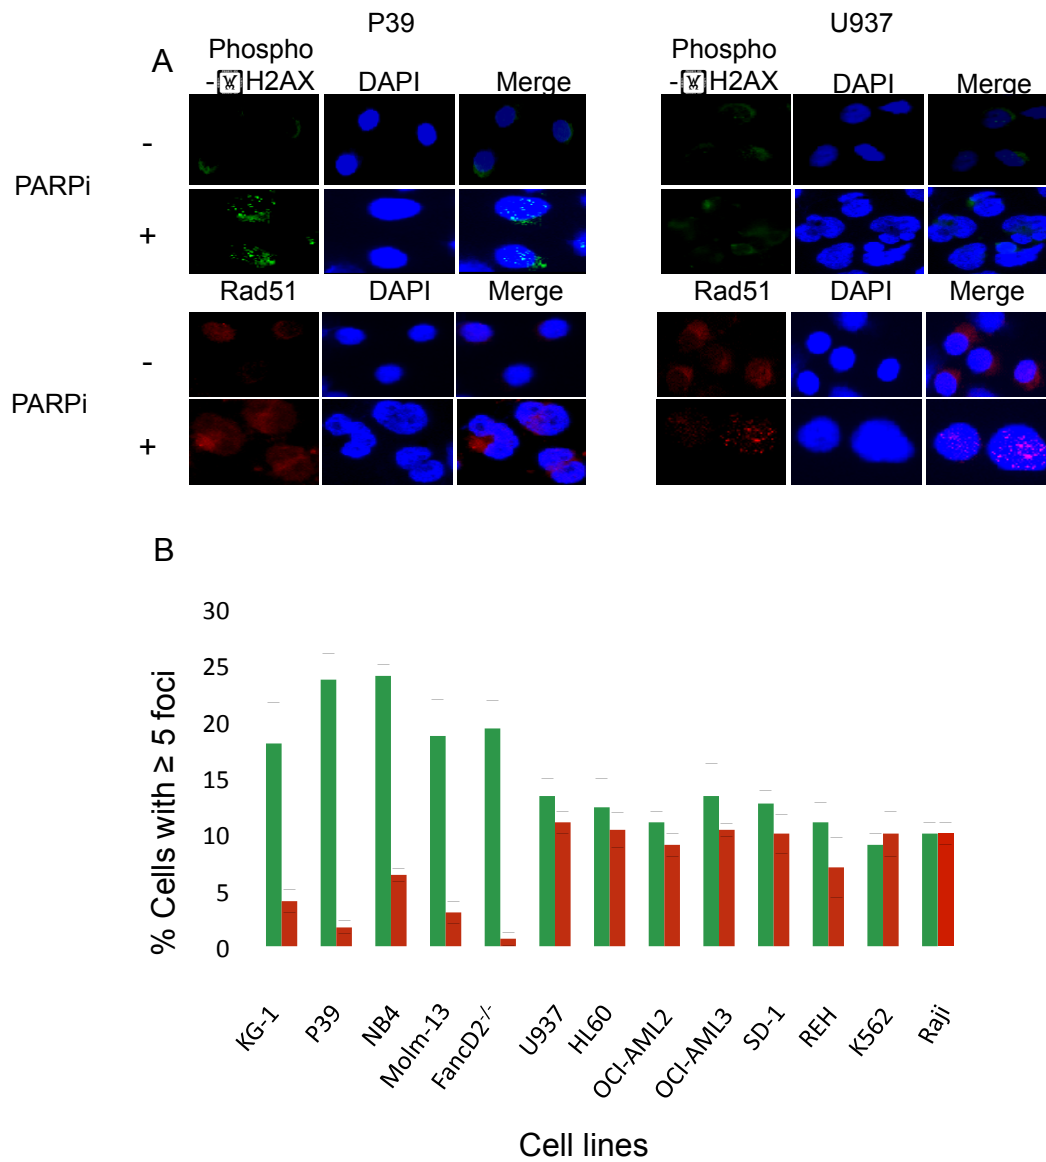 P39 U937
A
Phospho Phospho
-H2AX DAPI Merge -H2AX DAPI Merge
-
PARPi
+
Rad51 DAPI Merge Rad51 DAPI Merge
-
PARPi
+
B
% Cells with ≥ 5 foci
30
25
20
15
10
5
0
KG-1 P39 NB4 Molm-13 FancD2-/- U937 HL60 OCI-AML2 OCI-AML3 SD-1 REH K562 Raji
Cell lines